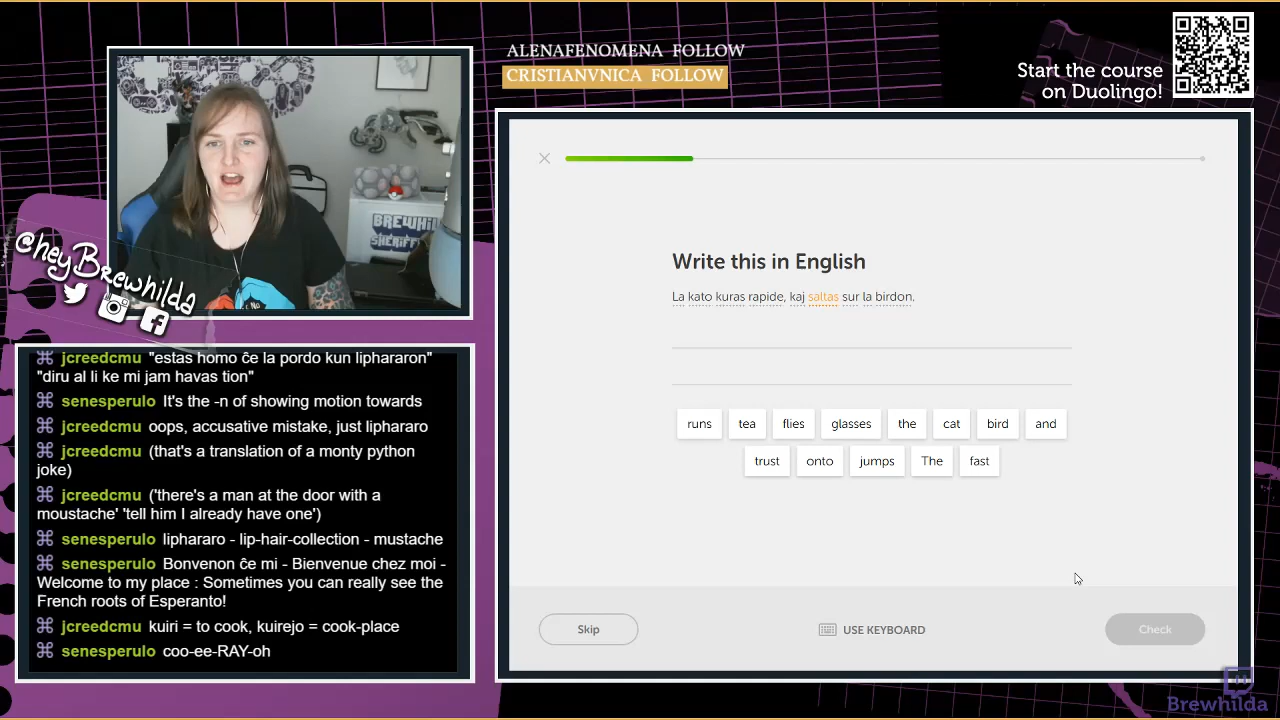 ALENAFENOMENA FOLLOW
CRISTIANVNICA FOLLOW
Start the course
on Duolingo!
BREWHIL
SHERIFF
@heyBrewhilda
Write this in English
La kato kuras rapide, kaj saltas sur la birdon.
runs tea flies glasses the cat bird and
trust onto jumps The fast
Skip
USE KEYBOARD
Check
jcreedcmu "estas homo ĉe la pordo kun liphararon"
"diru al li ke mi jam havas tion"
senesperulo It's the -n of showing motion towards
jcreedcmu oops, accusative mistake, just liphararo
jcreedcmu (that's a translation of a monty python
joke)
jcreedcmu ('there's a man at the door with a
moustache' 'tell him I already have one')
senesperulo liphararo - lip-hair-collection - mustache
senesperulo Bonvenon ĉe mi - Bienvenue chez moi -
Welcome to my place : Sometimes you can really see the
French roots of Esperanto!
jcreedcmu kuiri = to cook, kuirejo = cook-place
senesperulo coo-ee-RAY-oh
Brewhilda